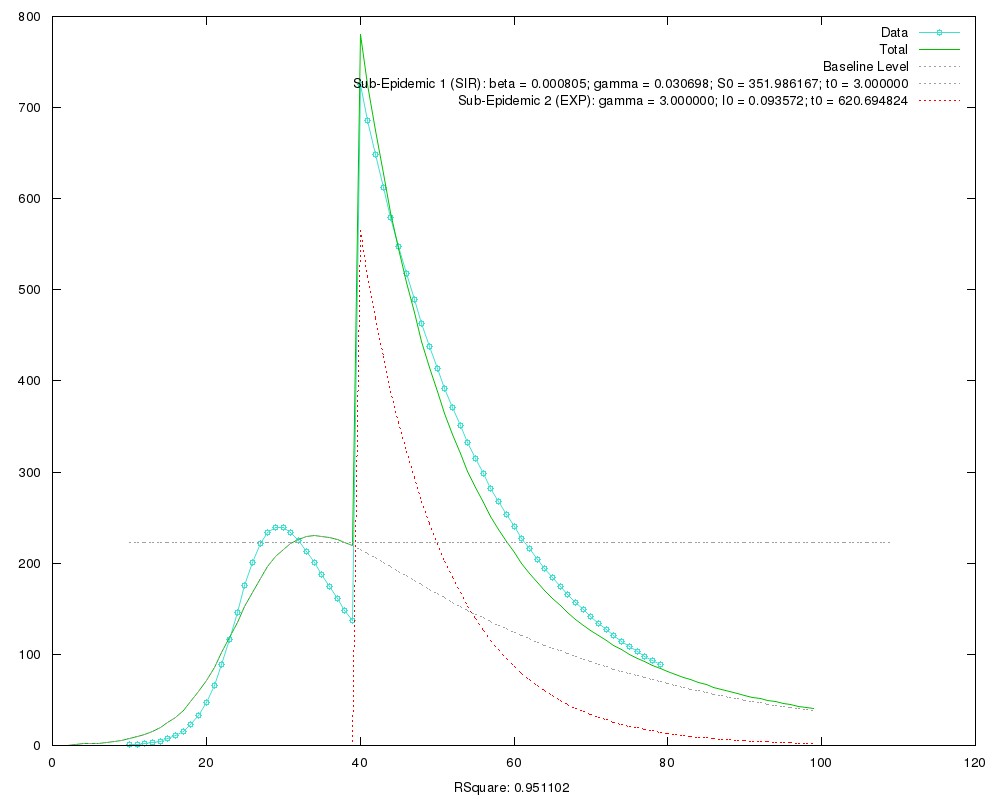 800
700
600
500
400
300
200
100
0
0 20 40 60 80 100 120
Data
Total
Baseline Level
Sub-Epidemic 1 (SIR): beta = 0.000805; gamma = 0.030698; S0 = 351.986167; t0 = 3.000000
Sub-Epidemic 2 (EXP): gamma = 3.000000; I0 = 0.093572; t0 = 620.694824
RSquare: 0.951102